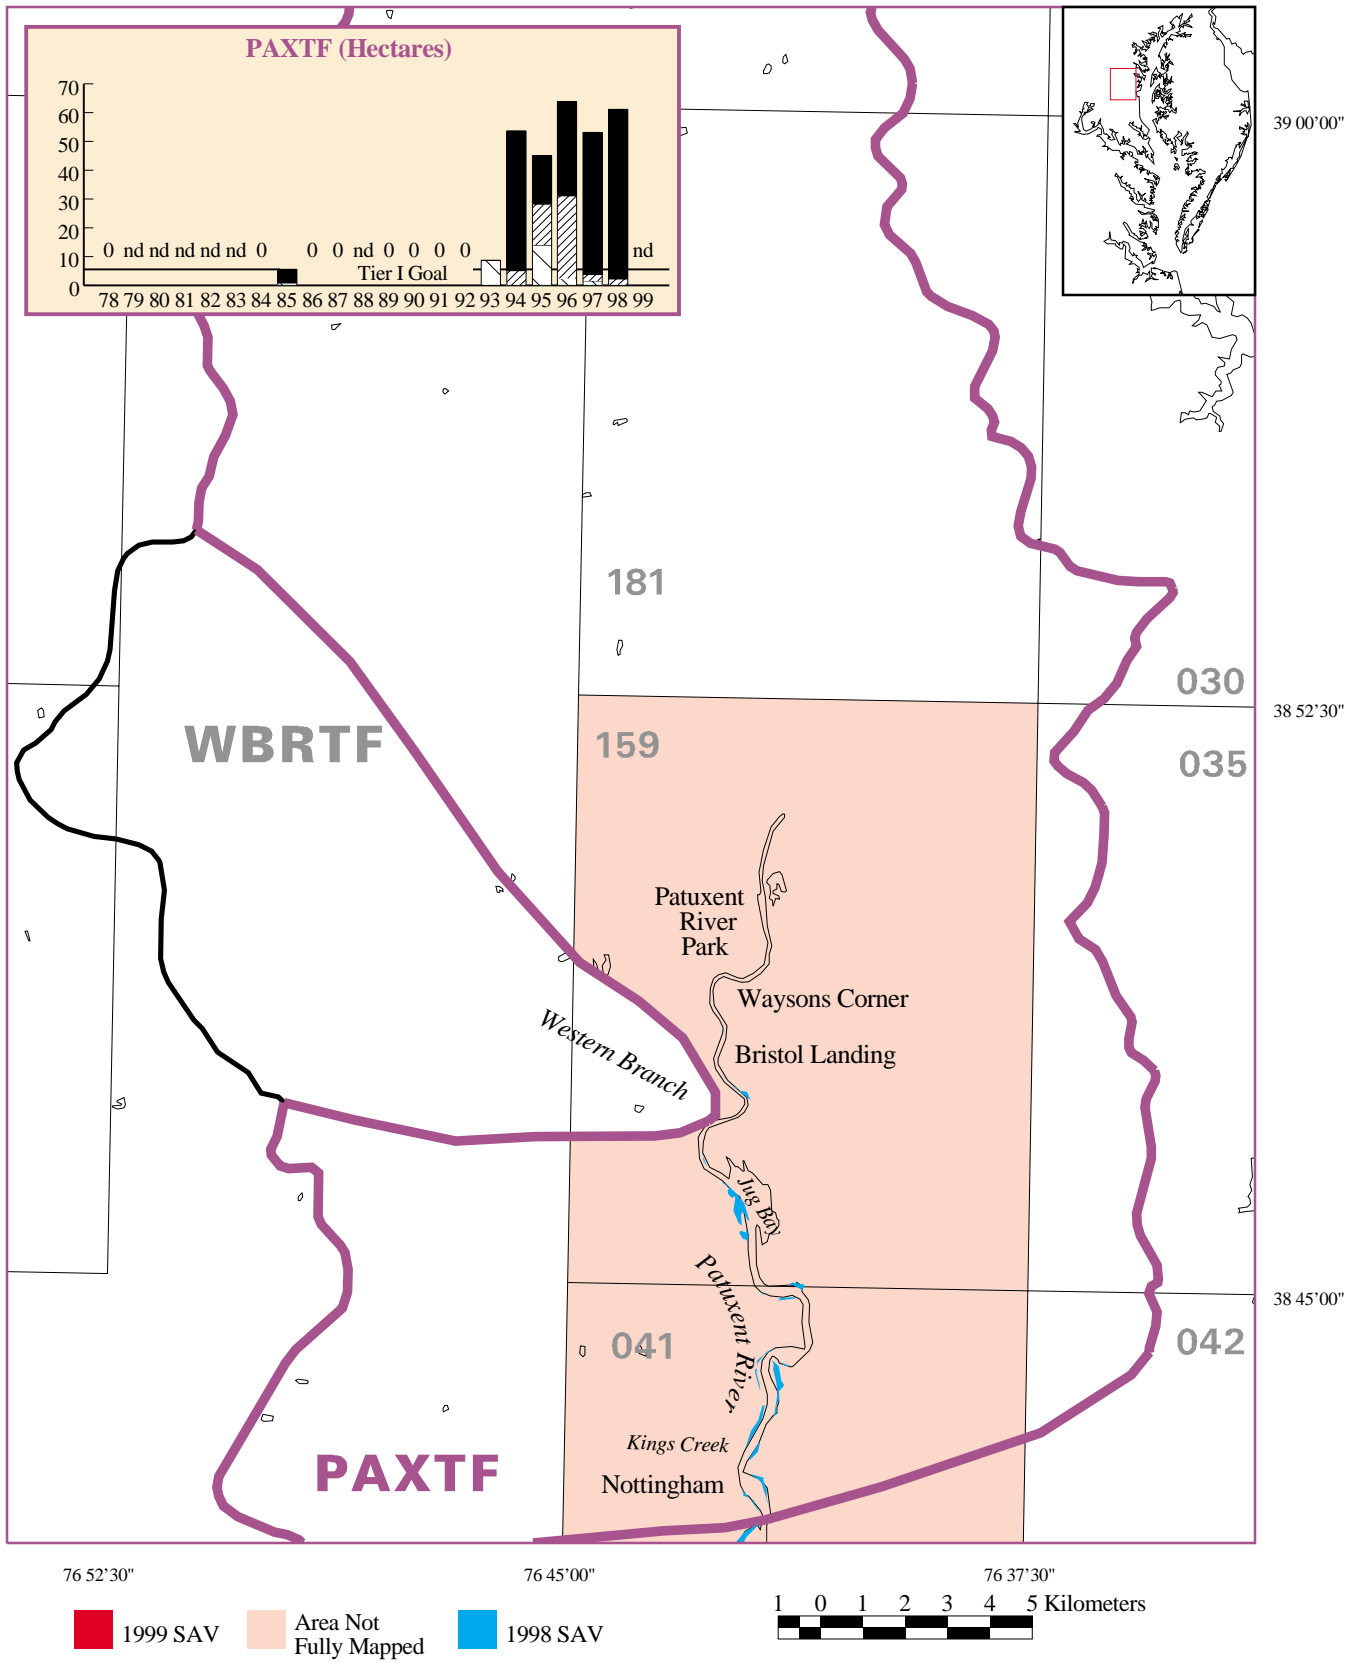 PAXTF (Hectares)
70
60
50
40
30
20
10
0
0 nd nd nd nd nd 0 0 0 nd 0 0 0 0 nd
Tier I Goal
78 79 80 81 82 83 84 85 86 87 88 89 90 91 92 93 94 95 96 97 98 99
39 00'00"
181
030
38 52'30"
WBRTF
159
035
Patuxent
River
Park
Waysons Corner
Western Branch
Bristol Landing
Jug Bay
Patuxent River
38 45'00"
041
042
Kings Creek
PAXTF
Nottingham
76 52'30"
76 45'00"
76 37'30"
1999 SAV
Area Not
Fully Mapped
1998 SAV
1 0 1 2 3 4 5 Kilometers